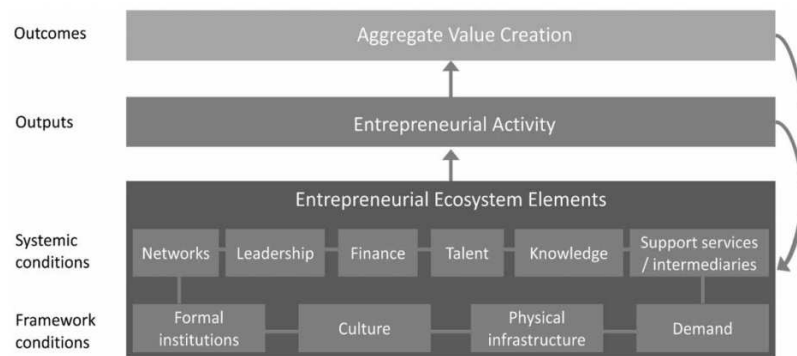 Outcomes
Aggregate Value Creation
Outputs
Entrepreneurial Activity
Entrepreneurial Ecosystem Elements
Systemic
conditions
Networks
Leadership
Finance
Talent
Knowledge
Support services
/ intermediaries
Framework
conditions
Formal
institutions
Culture
Physical
infrastructure
Demand